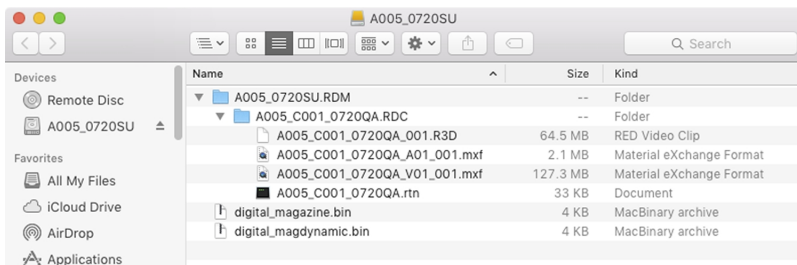 A005_0720SU
Search
Devices
Remote Disc
A005_0720SU
Favorites
All My Files
iCloud Drive
AirDrop
Applications
Name Size Kind
A005_0720SU.RDM -- Folder
A005_C001_0720QA.RDC -- Folder
A005_C001_0720QA_001.R3D 64.5 MB RED Video Clip
A005_C001_0720QA_A01_001.mxf 2.1 MB Material eXchange Format
A005_C001_0720QA_V01_001.mxf 127.3 MB Material eXchange Format
A005_C001_0720QA.rtn 33 KB Document
digital_magazine.bin 4 KB MacBinary archive
digital_magdynamic.bin 4 KB MacBinary archive